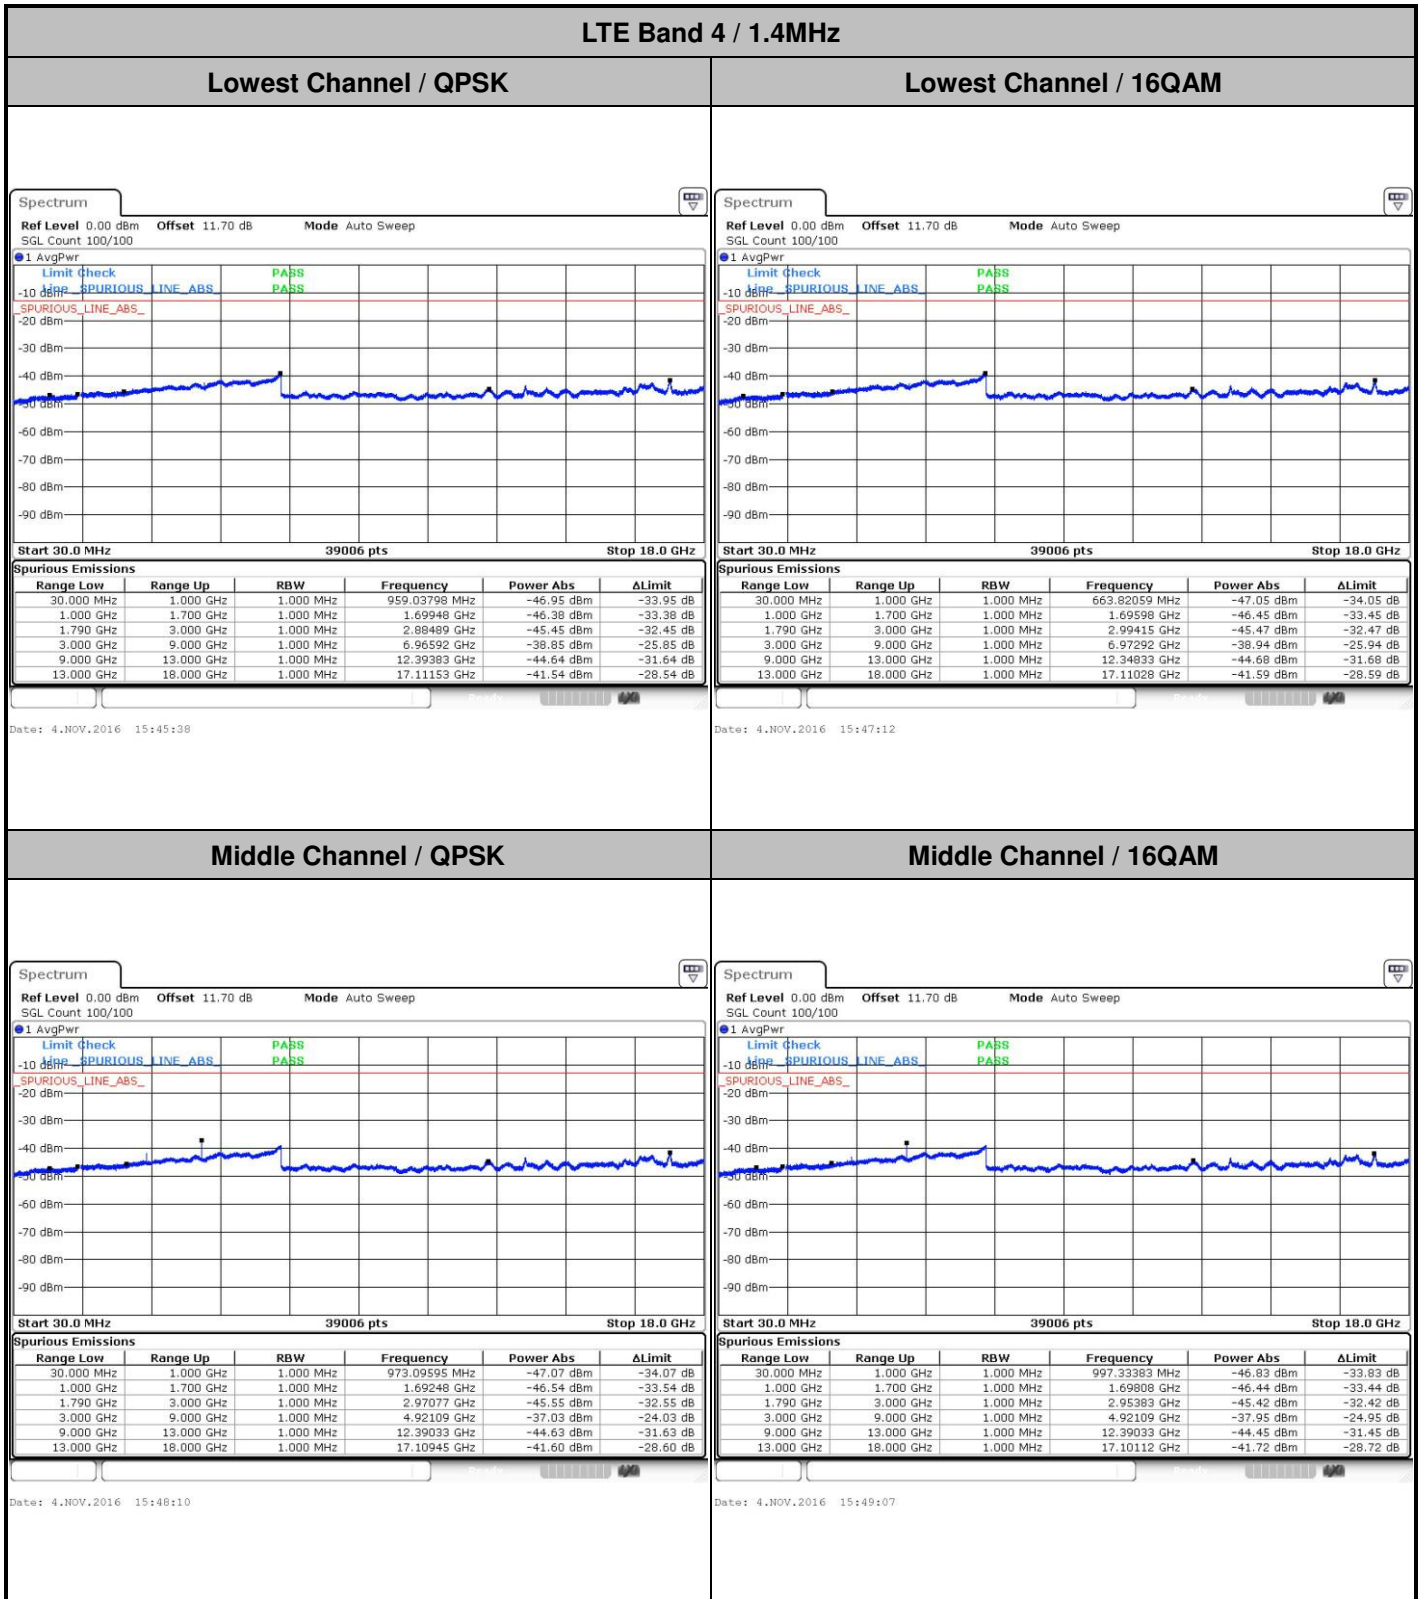 LTE Band 4 / 1.4MHz
Lowest Channel / QPSK
Lowest Channel / 16QAM
Spectrum
Ref Level 0.00 dBm Offset 11.70 dB Mode Auto Sweep
SGL Count 100/100
1 AvgPwr
Limit Check PASS
Line _SPURIOUS_LINE_ABS_ PASS
-10 dBm
_SPURIOUS_LINE_ABS_
-20 dBm
-30 dBm
-40 dBm
-50 dBm
-60 dBm
-70 dBm
-80 dBm
-90 dBm
Start 30.0 MHz 39006 pts Stop 18.0 GHz
Spurious Emissions
Range Low Range Up RBW Frequency Power Abs ΔLimit
30.000 MHz 1.000 GHz 1.000 MHz 959.03798 MHz -46.95 dBm -33.95 dB
1.000 GHz 1.700 GHz 1.000 MHz 1.69948 GHz -46.38 dBm -33.38 dB
1.790 GHz 3.000 GHz 1.000 MHz 2.88489 GHz -45.45 dBm -32.45 dB
3.000 GHz 9.000 GHz 1.000 MHz 6.96592 GHz -38.85 dBm -25.85 dB
9.000 GHz 13.000 GHz 1.000 MHz 12.39383 GHz -44.64 dBm -31.64 dB
13.000 GHz 18.000 GHz 1.000 MHz 17.11153 GHz -41.54 dBm -28.54 dB
Date: 4.NOV.2016 15:45:38
Spectrum
Ref Level 0.00 dBm Offset 11.70 dB Mode Auto Sweep
SGL Count 100/100
1 AvgPwr
Limit Check PASS
Line _SPURIOUS_LINE_ABS_ PASS
-10 dBm
_SPURIOUS_LINE_ABS_
-20 dBm
-30 dBm
-40 dBm
-50 dBm
-60 dBm
-70 dBm
-80 dBm
-90 dBm
Start 30.0 MHz 39006 pts Stop 18.0 GHz
Spurious Emissions
Range Low Range Up RBW Frequency Power Abs ΔLimit
30.000 MHz 1.000 GHz 1.000 MHz 663.82059 MHz -47.05 dBm -34.05 dB
1.000 GHz 1.700 GHz 1.000 MHz 1.69598 GHz -46.45 dBm -33.45 dB
1.790 GHz 3.000 GHz 1.000 MHz 2.99415 GHz -45.47 dBm -32.47 dB
3.000 GHz 9.000 GHz 1.000 MHz 6.97292 GHz -38.94 dBm -25.94 dB
9.000 GHz 13.000 GHz 1.000 MHz 12.34833 GHz -44.68 dBm -31.68 dB
13.000 GHz 18.000 GHz 1.000 MHz 17.11028 GHz -41.59 dBm -28.59 dB
Date: 4.NOV.2016 15:47:12
Middle Channel / QPSK
Middle Channel / 16QAM
Spectrum
Ref Level 0.00 dBm Offset 11.70 dB Mode Auto Sweep
SGL Count 100/100
1 AvgPwr
Limit Check PASS
Line _SPURIOUS_LINE_ABS_ PASS
-10 dBm
_SPURIOUS_LINE_ABS_
-20 dBm
-30 dBm
-40 dBm
-50 dBm
-60 dBm
-70 dBm
-80 dBm
-90 dBm
Start 30.0 MHz 39006 pts Stop 18.0 GHz
Spurious Emissions
Range Low Range Up RBW Frequency Power Abs ΔLimit
30.000 MHz 1.000 GHz 1.000 MHz 973.09595 MHz -47.07 dBm -34.07 dB
1.000 GHz 1.700 GHz 1.000 MHz 1.69248 GHz -46.54 dBm -33.54 dB
1.790 GHz 3.000 GHz 1.000 MHz 2.97077 GHz -45.55 dBm -32.55 dB
3.000 GHz 9.000 GHz 1.000 MHz 4.92109 GHz -37.03 dBm -24.03 dB
9.000 GHz 13.000 GHz 1.000 MHz 12.39033 GHz -44.63 dBm -31.63 dB
13.000 GHz 18.000 GHz 1.000 MHz 17.10945 GHz -41.60 dBm -28.60 dB
Date: 4.NOV.2016 15:48:10
Spectrum
Ref Level 0.00 dBm Offset 11.70 dB Mode Auto Sweep
SGL Count 100/100
1 AvgPwr
Limit Check PASS
Line _SPURIOUS_LINE_ABS_ PASS
-10 dBm
_SPURIOUS_LINE_ABS_
-20 dBm
-30 dBm
-40 dBm
-50 dBm
-60 dBm
-70 dBm
-80 dBm
-90 dBm
Start 30.0 MHz 39006 pts Stop 18.0 GHz
Spurious Emissions
Range Low Range Up RBW Frequency Power Abs ΔLimit
30.000 MHz 1.000 GHz 1.000 MHz 997.33383 MHz -46.83 dBm -33.83 dB
1.000 GHz 1.700 GHz 1.000 MHz 1.69808 GHz -46.44 dBm -33.44 dB
1.790 GHz 3.000 GHz 1.000 MHz 2.95383 GHz -45.42 dBm -32.42 dB
3.000 GHz 9.000 GHz 1.000 MHz 4.92109 GHz -37.95 dBm -24.95 dB
9.000 GHz 13.000 GHz 1.000 MHz 12.39033 GHz -44.45 dBm -31.45 dB
13.000 GHz 18.000 GHz 1.000 MHz 17.10112 GHz -41.72 dBm -28.72 dB
Date: 4.NOV.2016 15:49:07